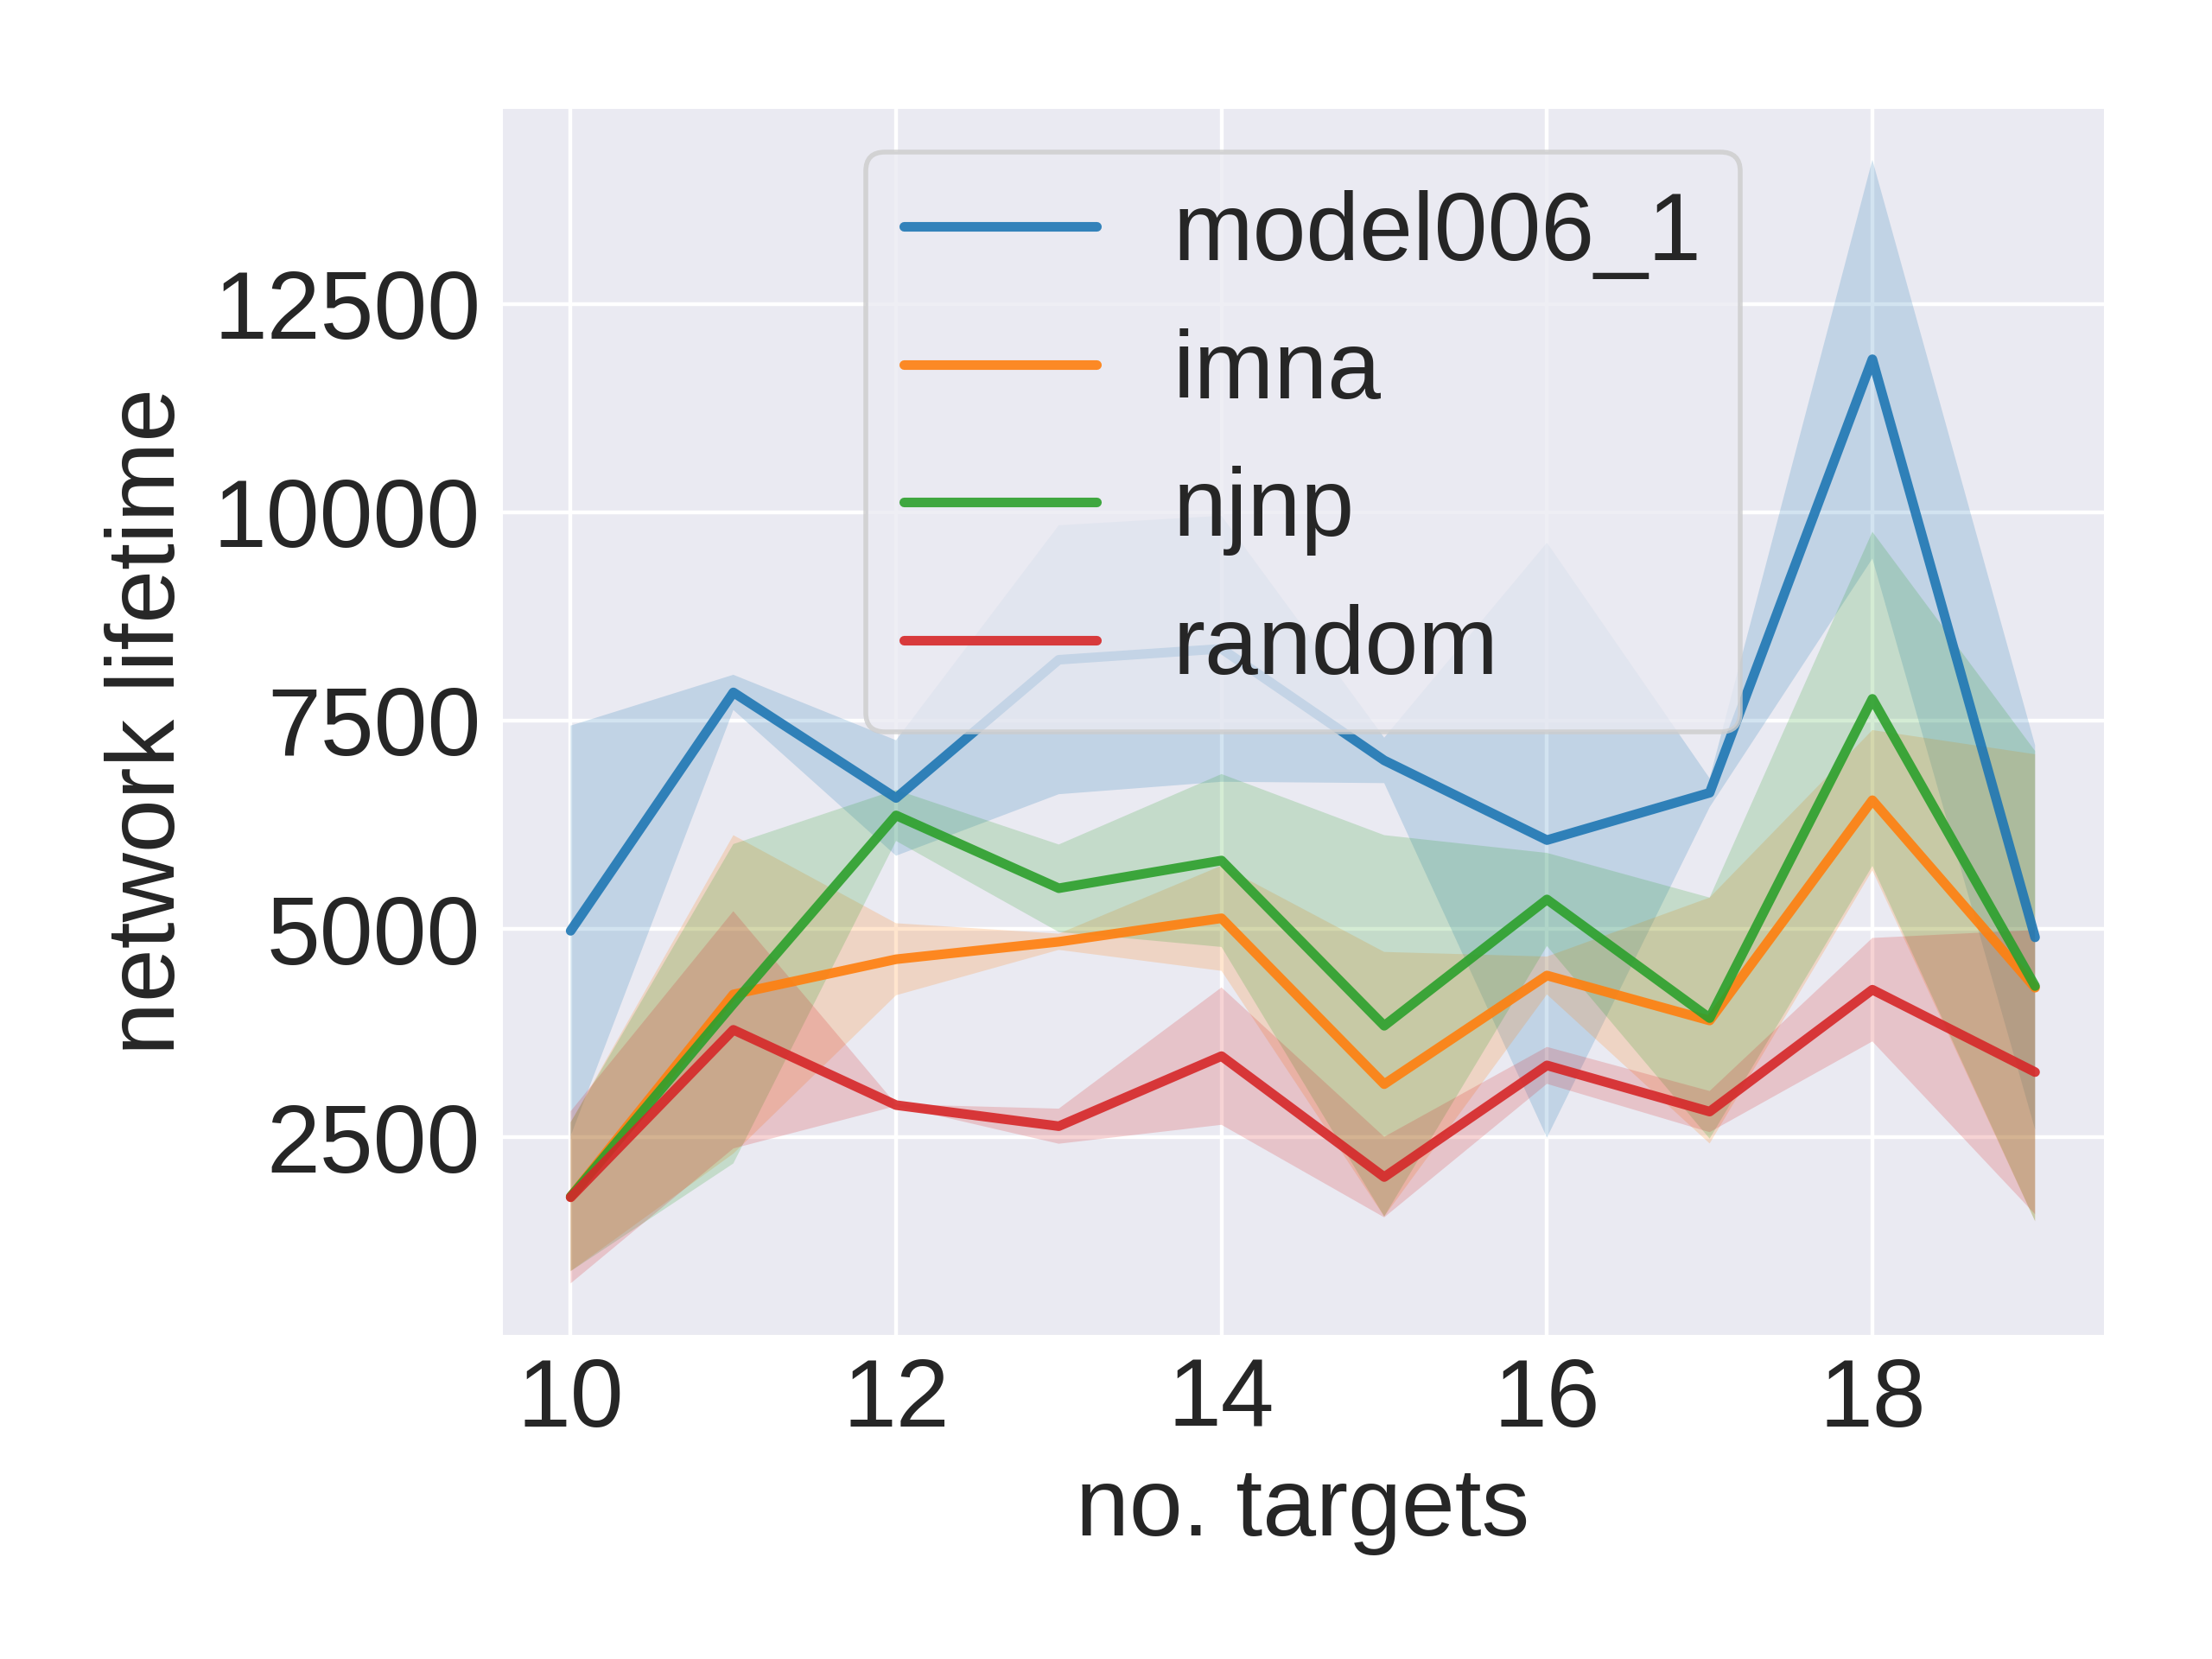 model006_1
imna
njnp
random
network lifetime
12500
10000
7500
5000
2500
10 12 14 16 18
no. targets